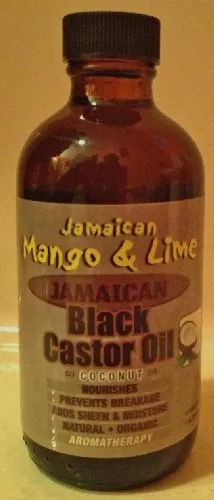 Jamaican
Mango & Lime
JAMAICAN
Black
Castor Oil
COCONUT
NOURISHES
PREVENTS BREAKAGE
ADDS SHEEN & MOISTURE
NATURAL • ORGANIC
AROMATHERAPY